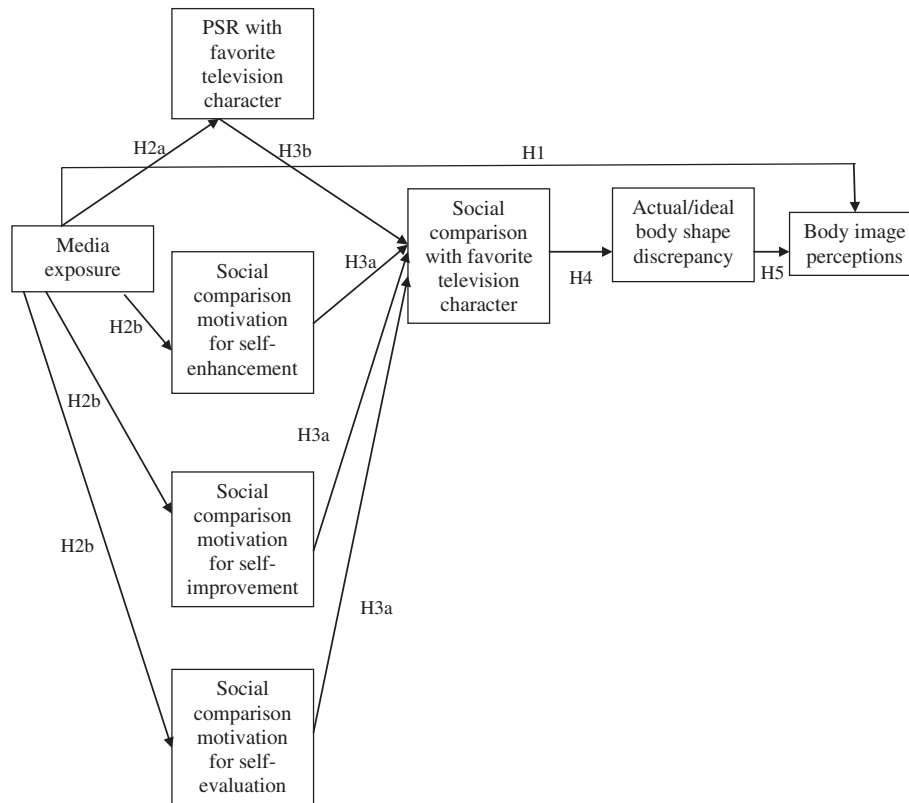 PSR with
favorite
television
character
H2a
H3b
H1
Media
exposure
Social
comparison
motivation
for self-
enhancement
H2b
H3a
Social
comparison
with favorite
television
character
H4
Actual/ideal
body shape
discrepancy
H5
Body image
perceptions
H2b
Social
comparison
motivation
for self-
improvement
H3a
H2b
Social
comparison
motivation
for self-
evaluation
H3a